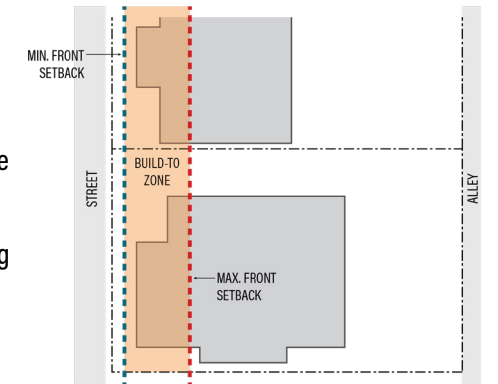 MIN. FRONT
SETBACK
e
BUILD-TO
ZONE
STREET
ALLEY
g
MAX. FRONT
SETBACK